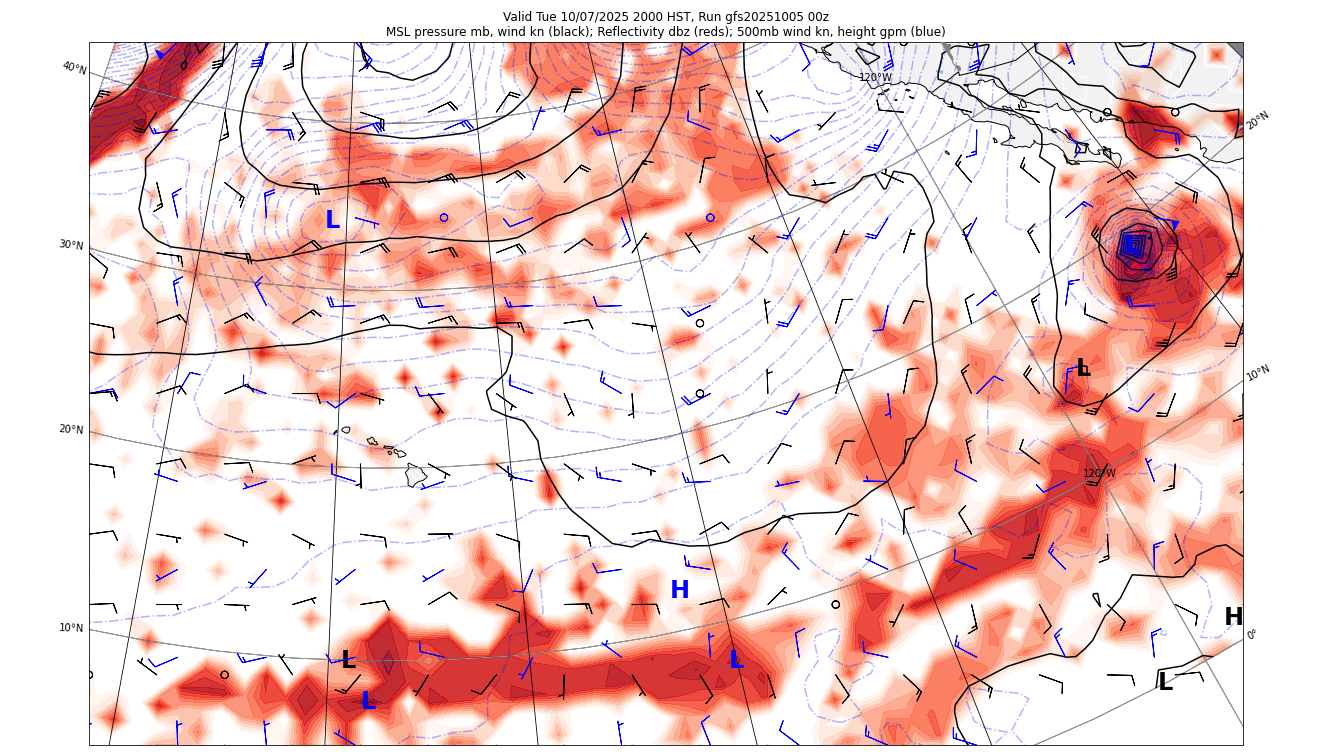 Valid Tue 10/07/2025 2000 HST, Run gfs20251005 00z
MSL pressure mb, wind kn (black); Reflectivity dbz (reds); 500mb wind kn, height gpm (blue)
40°N
120°W
20°N
L
30°N
L
L
10°N
20°N
120°W
H
10°N
H
0°
L
L
L
L